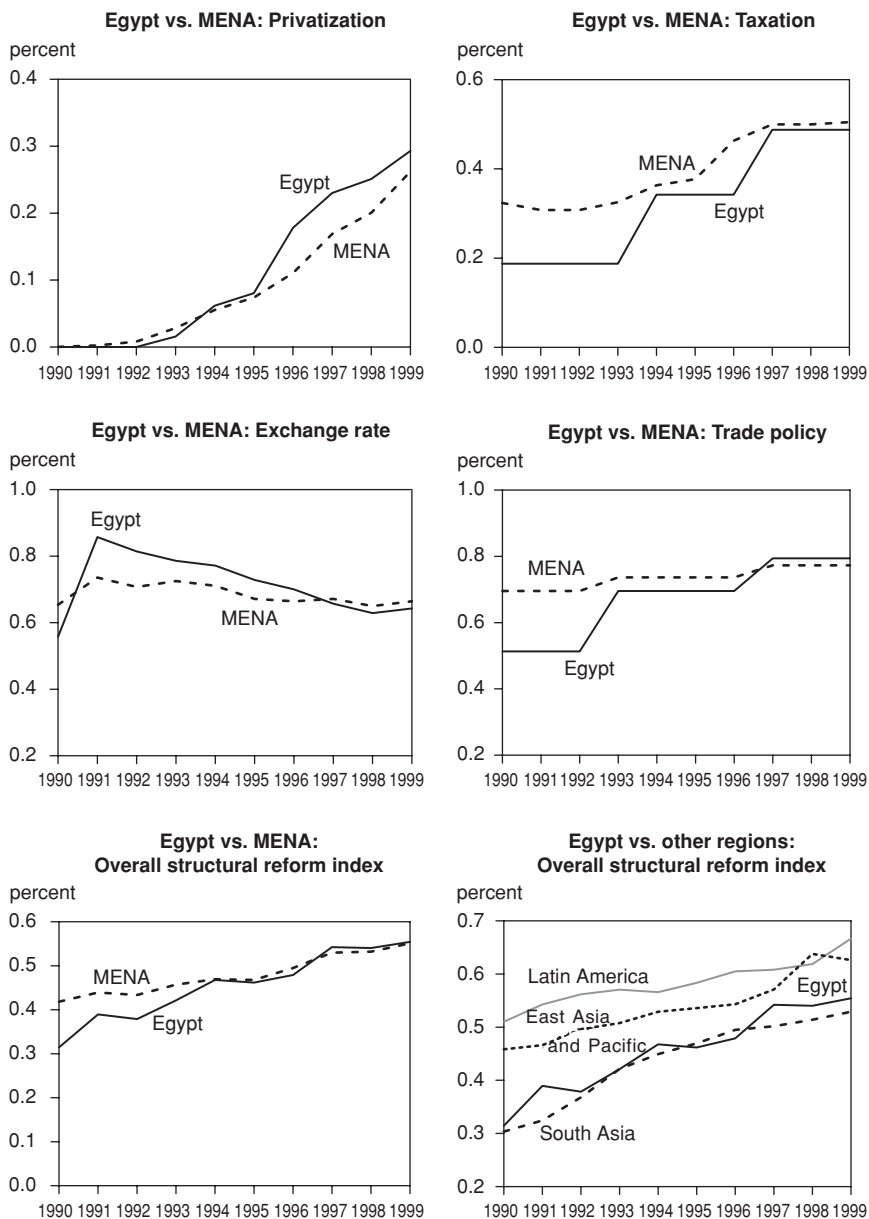 Egypt vs. MENA: Privatization
percent
0.4
0.3
0.2
0.1
0.0
Egypt
MENA
1990 1991 1992 1993 1994 1995 1996 1997 1998 1999
Egypt vs. MENA: Taxation
percent
0.6
0.4
0.2
0.0
MENA
Egypt
1990 1991 1992 1993 1994 1995 1996 1997 1998 1999
Egypt vs. MENA: Exchange rate
percent
1.0
0.8
0.6
0.4
0.2
Egypt
MENA
1990 1991 1992 1993 1994 1995 1996 1997 1998 1999
Egypt vs. MENA: Trade policy
percent
1.0
0.8
0.6
0.4
0.2
MENA
Egypt
1990 1991 1992 1993 1994 1995 1996 1997 1998 1999
Egypt vs. MENA:
Overall structural reform index
percent
0.6
0.5
0.4
0.3
0.2
0.1
0.0
MENA
Egypt
1990 1991 1992 1993 1994 1995 1996 1997 1998 1999
Egypt vs. other regions:
Overall structural reform index
percent
0.7
0.6
0.5
0.4
0.3
0.2
Latin America
Egypt
East Asia
and Pacific
South Asia
1990 1991 1992 1993 1994 1995 1996 1997 1998 1999